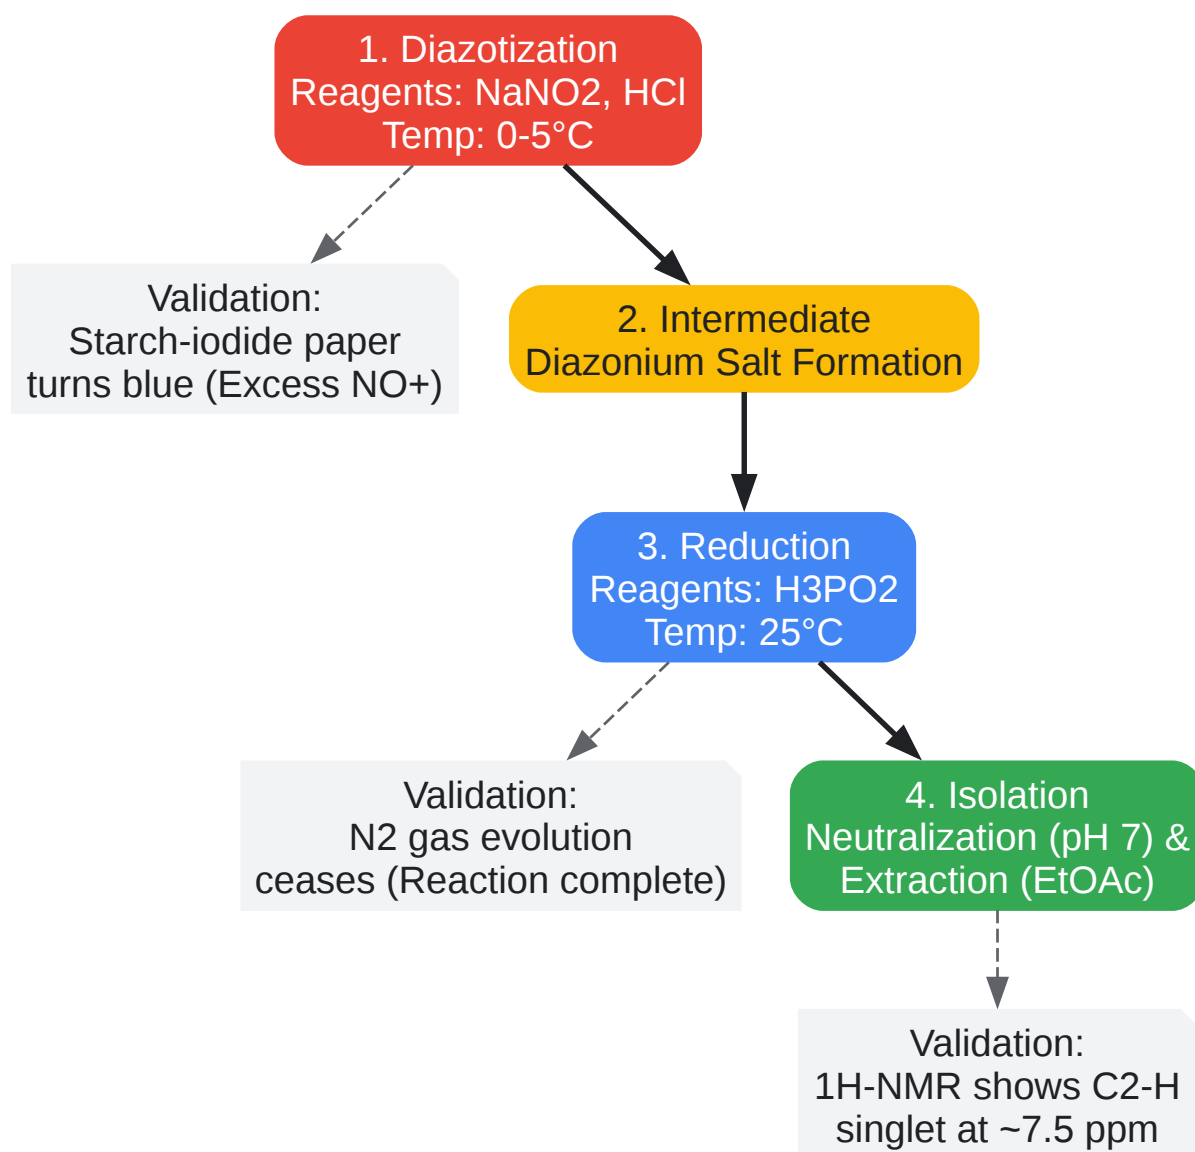 1. Diazotization
Reagents: NaNO2, HCl
Temp: 0-5°C
Validation:
Starch-iodide paper
turns blue (Excess NO+)
2. Intermediate
Diazonium Salt Formation
3. Reduction
Reagents: H3PO2
Temp: 25°C
Validation:
N2 gas evolution
ceases (Reaction complete)
4. Isolation
Neutralization (pH 7) &
Extraction (EtOAc)
Validation:
1H-NMR shows C2-H
singlet at ~7.5 ppm